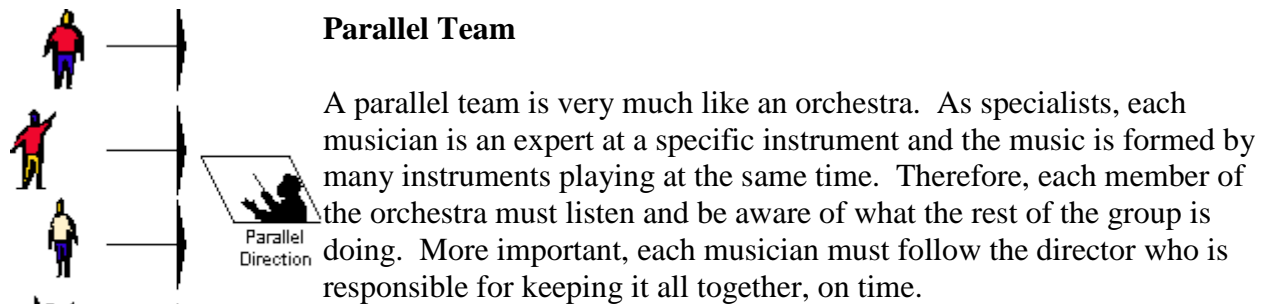 Parallel Team
A parallel team is very much like an orchestra.  As specialists, each
musician is an expert at a specific instrument and the music is formed by
many instruments playing at the same time.  Therefore, each member of
the orchestra must listen and be aware of what the rest of the group is
doing.  More important, each musician must follow the director who is
responsible for keeping it all together, on time.
Parallel
Direction